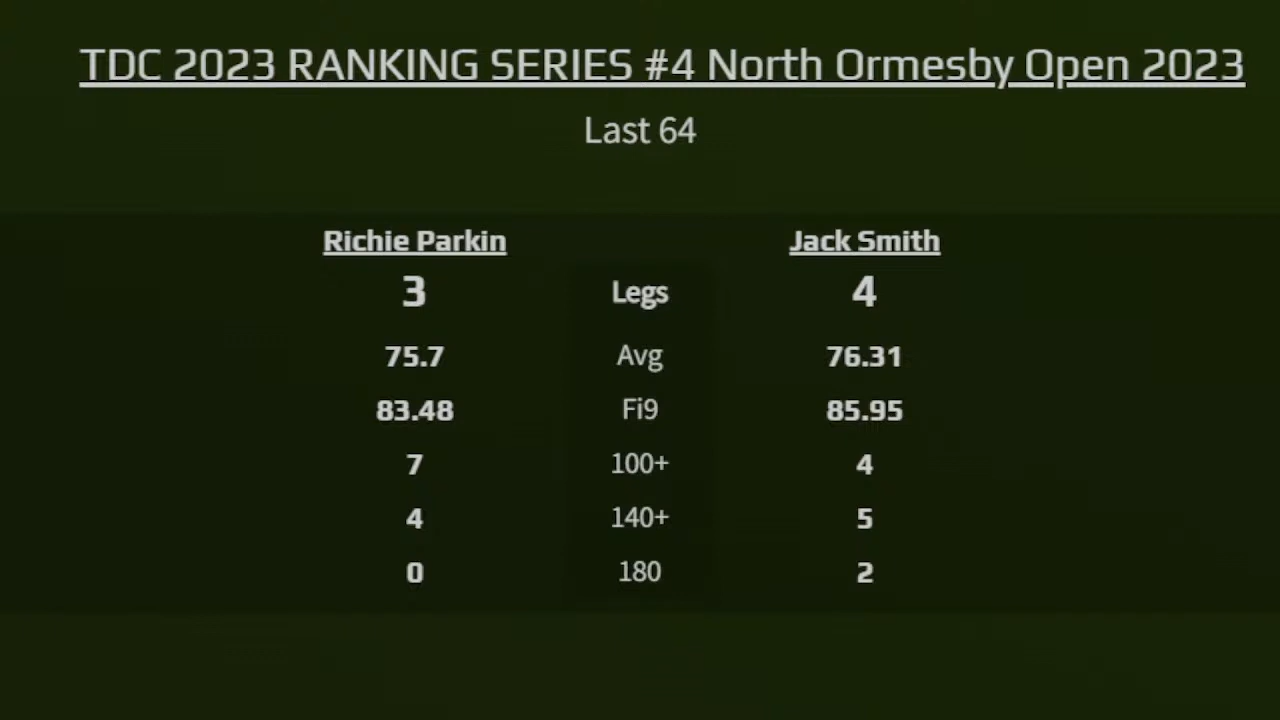 TDC 2023 RANKING SERIES #4 North Ormesby Open 2023
Last 64
Richie Parkin Jack Smith
3 Legs 4
75.7 Avg 76.31
83.48 Fi9 85.95
7 100+ 4
4 140+ 5
0 180 2